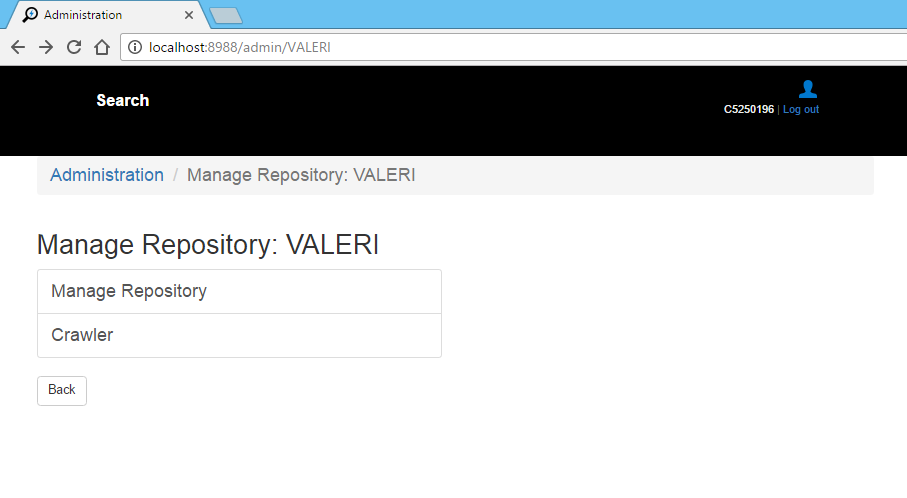 Administration
localhost:8988/admin/VALERI
Search
C5250196 | Log out
Administration / Manage Repository: VALERI
Manage Repository: VALERI
Manage Repository
Crawler
Back